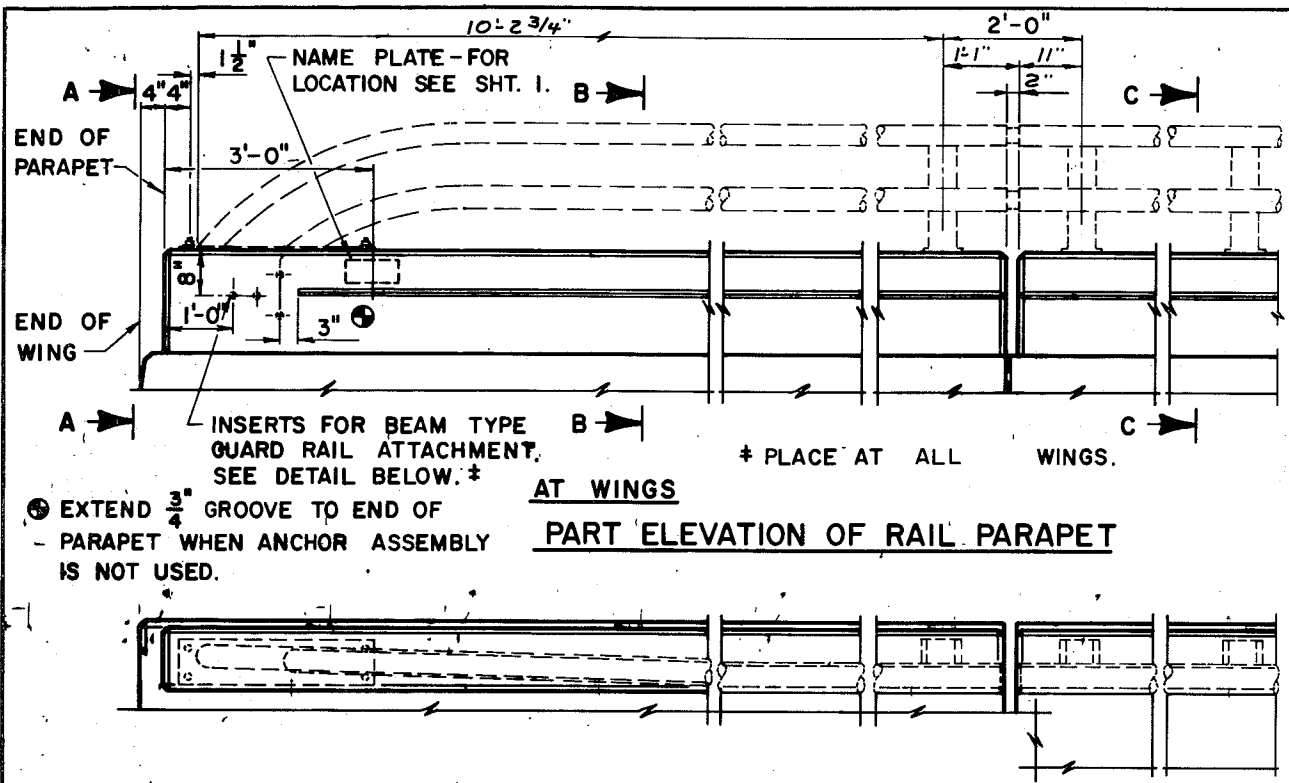 10'-2 3/4"
2'-0"
1 1/2"
NAME PLATE-FOR
LOCATION SEE SHT. 1.
1'-1"
11"
2"
A
4" 4"
B
C
END OF
PARAPET
3'-0"
8"
1'-0"
3"
END OF
WING
A
INSERTS FOR BEAM TYPE
GUARD RAIL ATTACHMENT.
SEE DETAIL BELOW. ‡
B
C
‡ PLACE AT ALL WINGS.
AT WINGS
EXTEND 3/4" GROOVE TO END OF
PARAPET WHEN ANCHOR ASSEMBLY
IS NOT USED.
PART ELEVATION OF RAIL PARAPET